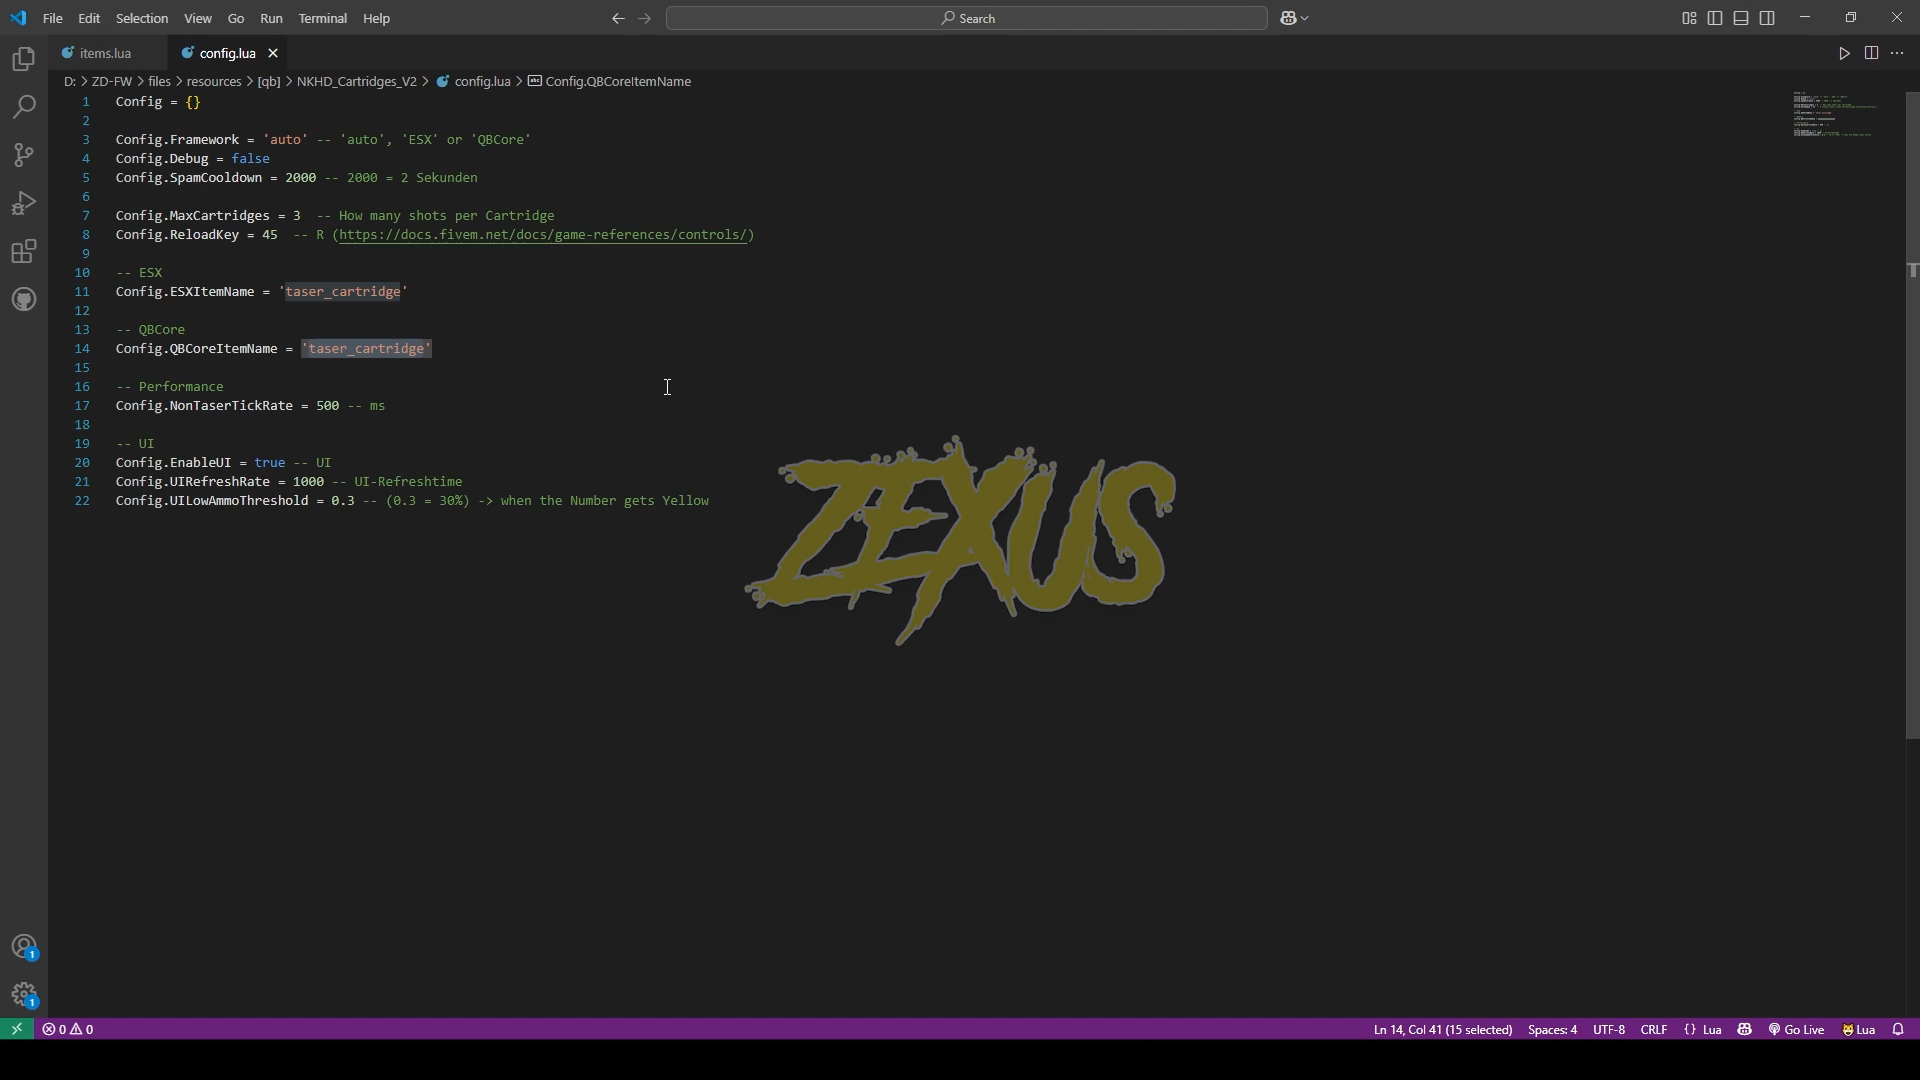 File Edit Selection View Go Run Terminal Help
Search
items.lua
config.lua
D: > ZD-FW > files > resources > [qb] > NKHD_Cartridges_V2 > config.lua > Config.QBCoreItemName
1 Config = {}
2
3 Config.Framework = 'auto' -- 'auto', 'ESX' or 'QBCore'
4 Config.Debug = false
5 Config.SpamCooldown = 2000 -- 2000 = 2 Sekunden
6
7 Config.MaxCartridges = 3 -- How many shots per Cartridge
8 Config.ReloadKey = 45 -- R (https://docs.fivem.net/docs/game-references/controls/)
9
10 -- ESX
11 Config.ESXItemName = 'taser_cartridge'
12
13 -- QBCore
14 Config.QBCoreItemName = 'taser_cartridge'
15
16 -- Performance
17 Config.NonTaserTickRate = 500 -- ms
18
19 -- UI
20 Config.EnableUI = true -- UI
21 Config.UIRefreshRate = 1000 -- UI-Refreshtime
22 Config.UILowAmmoThreshold = 0.3 -- (0.3 = 30%) -> when the Number gets Yellow
ZEXUS
1
1
0 0
Ln 14, Col 41 (15 selected) Spaces: 4 UTF-8 CRLF {} Lua Go Live Lua